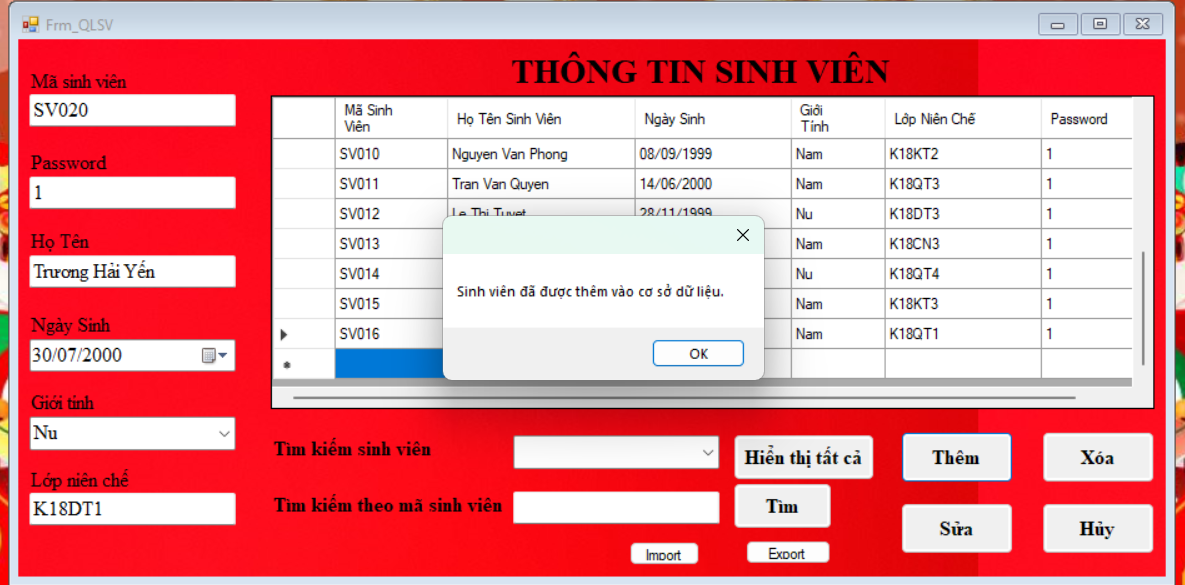 Frm_QLSV
THÔNG TIN SINH VIÊN
Mã sinh viên
SV020
Password
1
Họ Tên
Trương Hải Yến
Ngày Sinh
30/07/2000
Giới tính
Nu
Lớp niên chế
K18DT1
Mã Sinh Viên Họ Tên Sinh Viên Ngày Sinh Giới Tính Lớp Niên Chế Password
SV010 Nguyen Van Phong 08/09/1999 Nam K18KT2 1
SV011 Tran Van Quyen 14/06/2000 Nam K18QT3 1
SV012 Le Thi Tuyet 28/11/1999 Nu K18DT3 1
SV013 Nam K18CN3 1
SV014 Nu K18QT4 1
SV015 Nam K18KT3 1
SV016 Nam K18QT1 1
Sinh viên đã được thêm vào cơ sở dữ liệu.
OK
Tìm kiếm sinh viên Hiển thị tất cả Thêm Xóa
Tìm kiếm theo mã sinh viên Tìm Sửa Hủy
Import Export